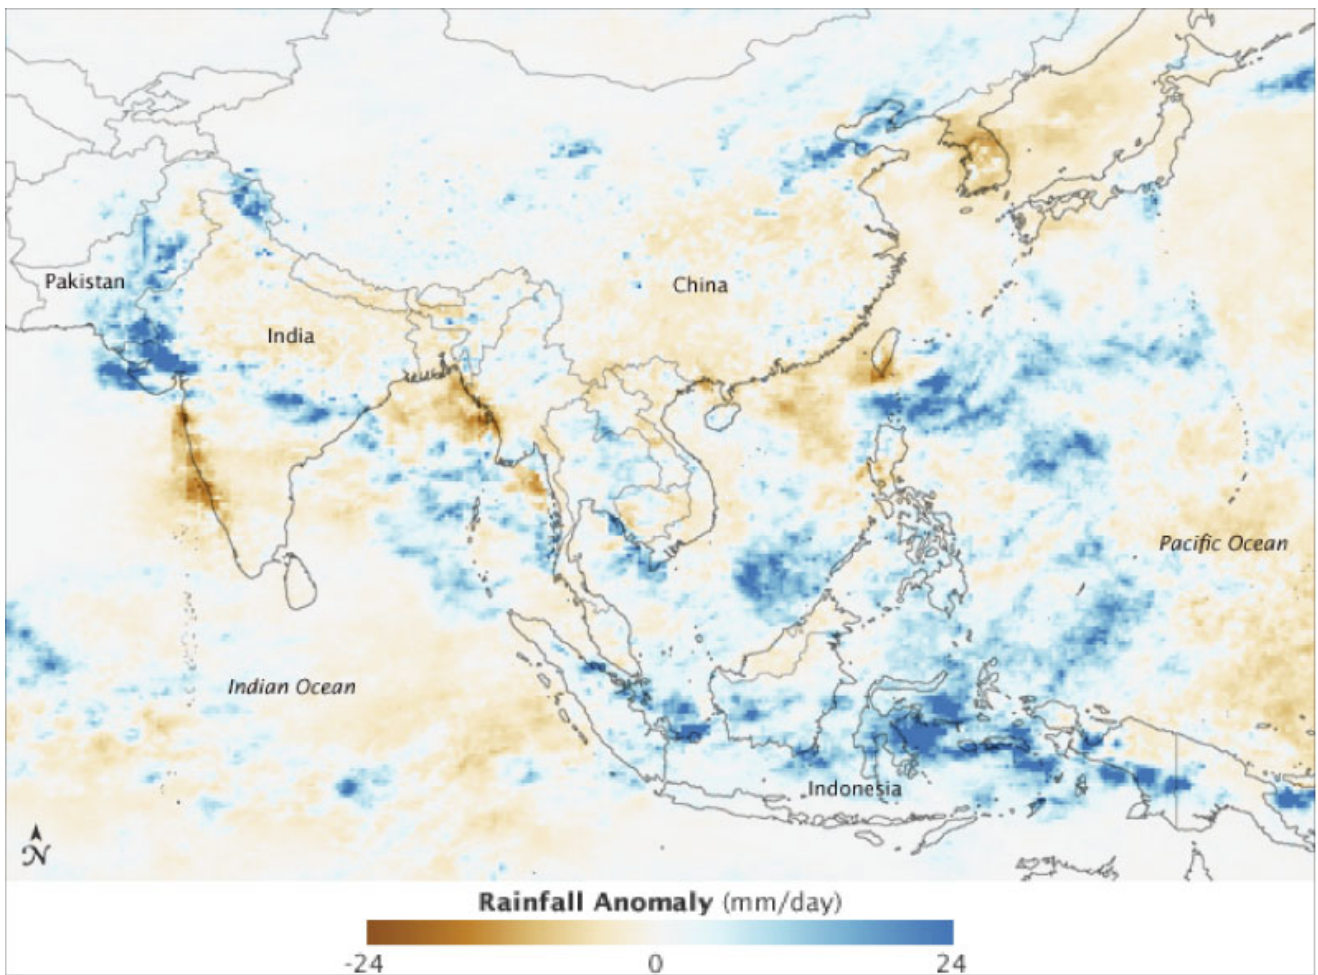 Pakistan
India
China
Pacific Ocean
Indian Ocean
Indonesia
N
Rainfall Anomaly (mm/day)
-24 0 24